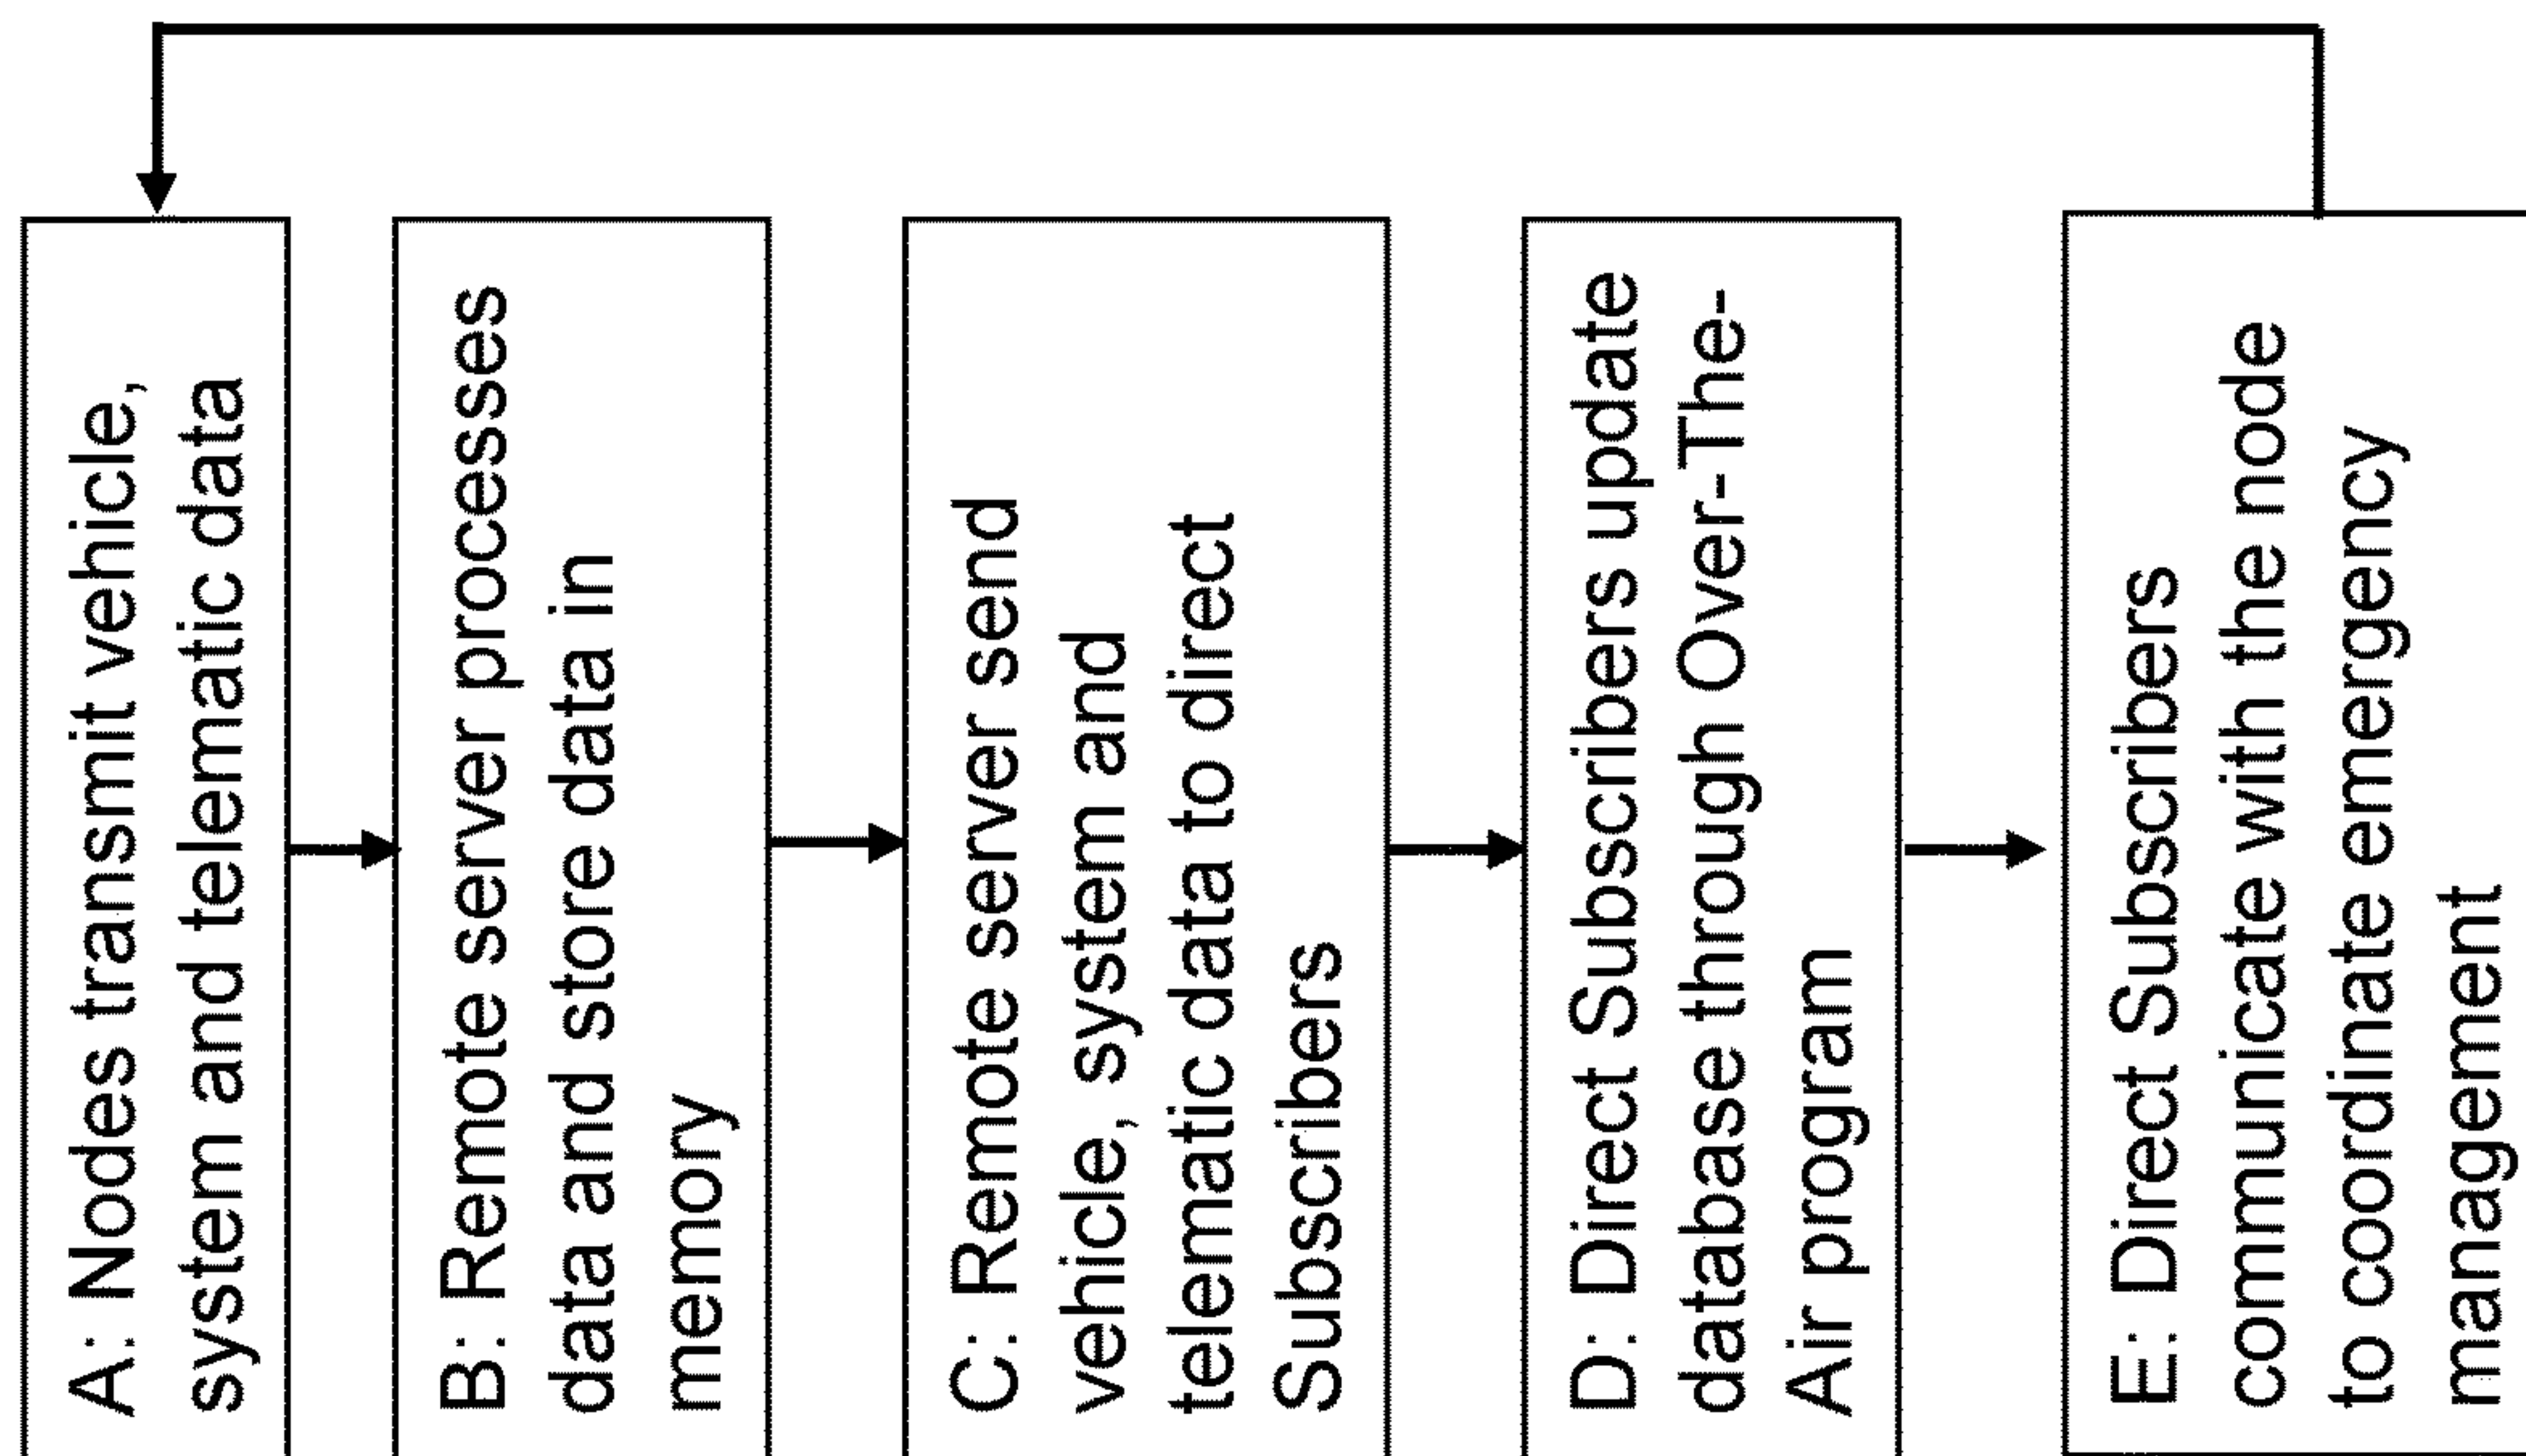 A: Nodes transmit vehicle,
system and telematic data
B: Remote server processes
data and store data in
memory
C: Remote server send
vehicle, system and
telematic data to direct
Subscribers
D: Direct Subscribers update
database through Over-The-
Air program
E: Direct Subscribers
communicate with the node
to coordinate emergency
management